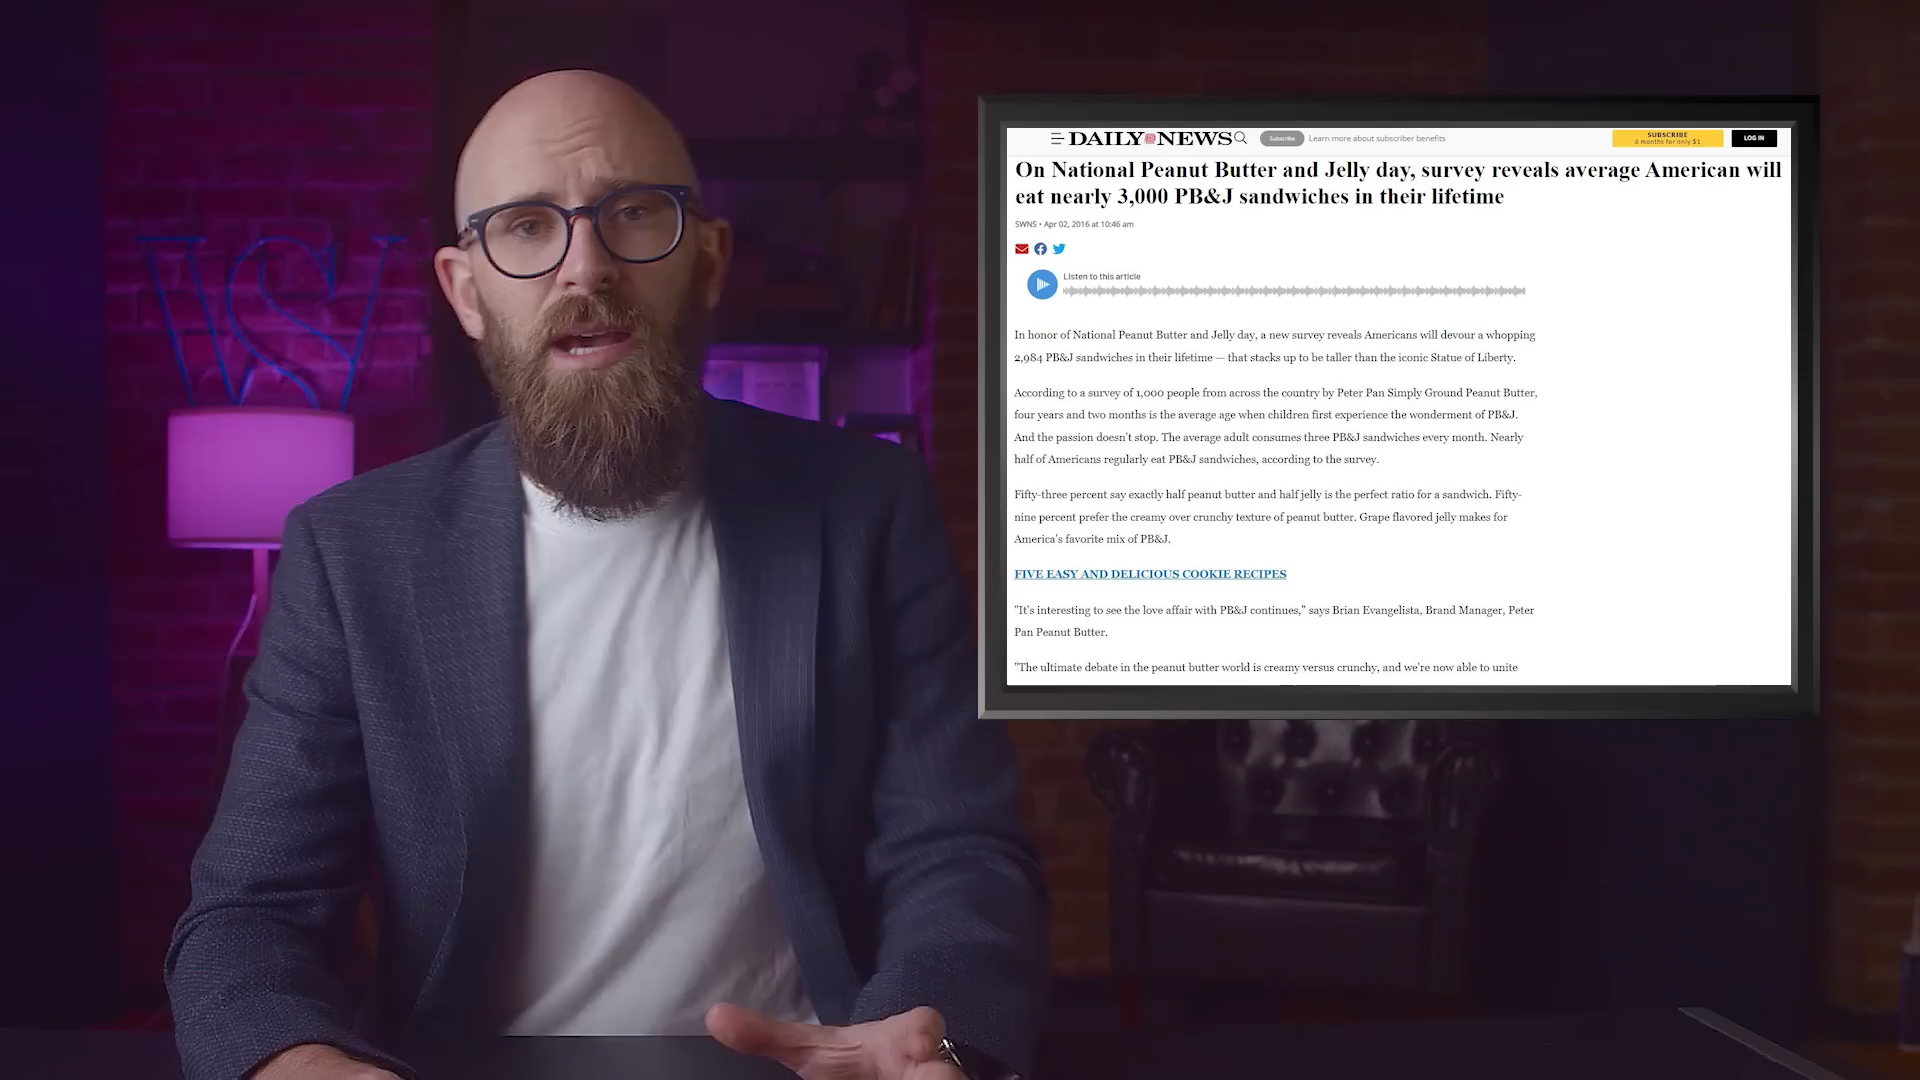 DAILY NEWS
Subscribe
Learn more about subscriber benefits
SUBSCRIBE
6 months for only $1
LOG IN
On National Peanut Butter and Jelly day, survey reveals average American will
eat nearly 3,000 PB&J sandwiches in their lifetime
SWNS • Apr 02, 2016 at 10:46 am
Listen to this article
In honor of National Peanut Butter and Jelly day, a new survey reveals Americans will devour a whopping
2,984 PB&J sandwiches in their lifetime — that stacks up to be taller than the iconic Statue of Liberty.
According to a survey of 1,000 people from across the country by Peter Pan Simply Ground Peanut Butter,
four years and two months is the average age when children first experience the wonderment of PB&J.
And the passion doesn't stop. The average adult consumes three PB&J sandwiches every month. Nearly
half of Americans regularly eat PB&J sandwiches, according to the survey.
Fifty-three percent say exactly half peanut butter and half jelly is the perfect ratio for a sandwich. Fifty-
nine percent prefer the creamy over crunchy texture of peanut butter. Grape flavored jelly makes for
America's favorite mix of PB&J.
FIVE EASY AND DELICIOUS COOKIE RECIPES
"It's interesting to see the love affair with PB&J continues," says Brian Evangelista, Brand Manager, Peter
Pan Peanut Butter.
"The ultimate debate in the peanut butter world is creamy versus crunchy, and we're now able to unite